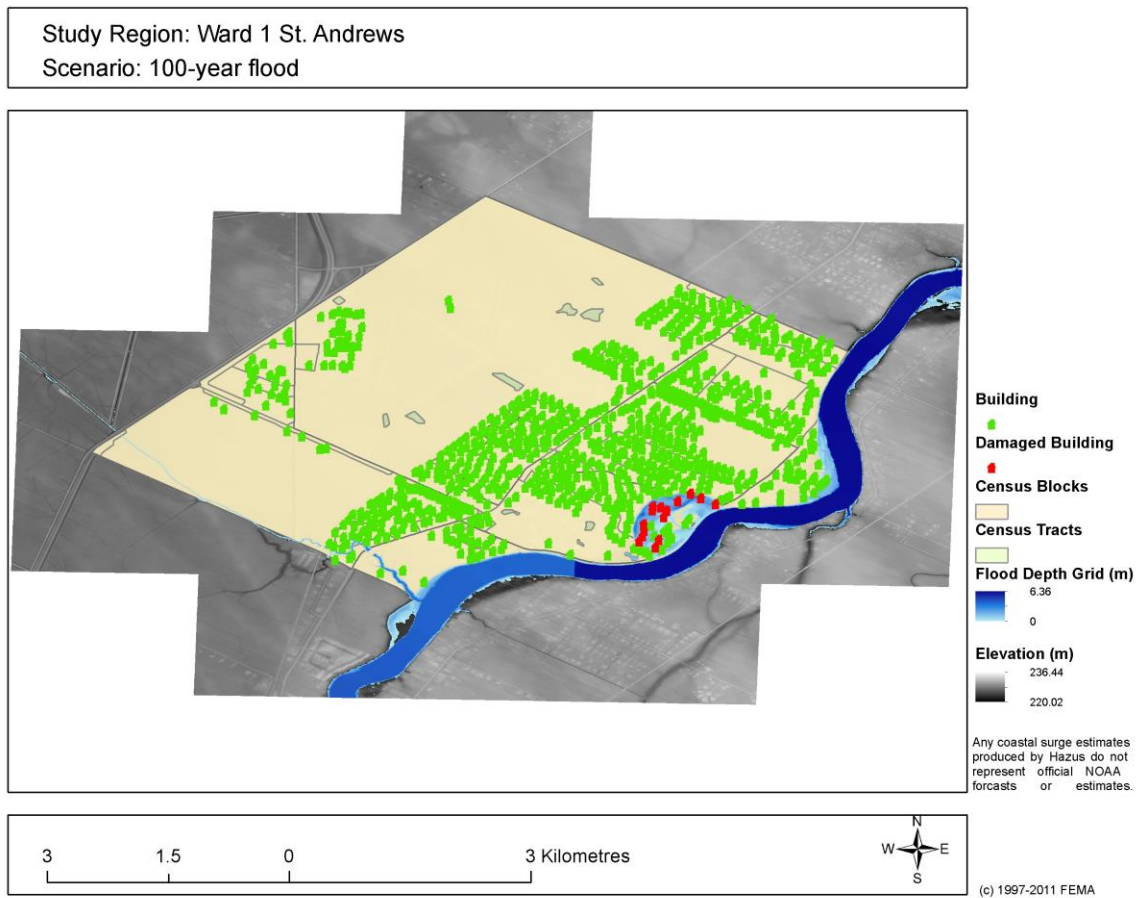 Study Region: Ward 1 St. Andrews
Scenario: 100-year flood
Building
Damaged Building
Census Blocks
Census Tracts
Flood Depth Grid (m)
6.36
0
Elevation (m)
236.44
220.02
Any coastal surge estimates
produced by Hazus do not
represent official NOAA
forcasts or estimates.
3 1.5 0 3 Kilometres
N
W E
S
(c) 1997-2011 FEMA